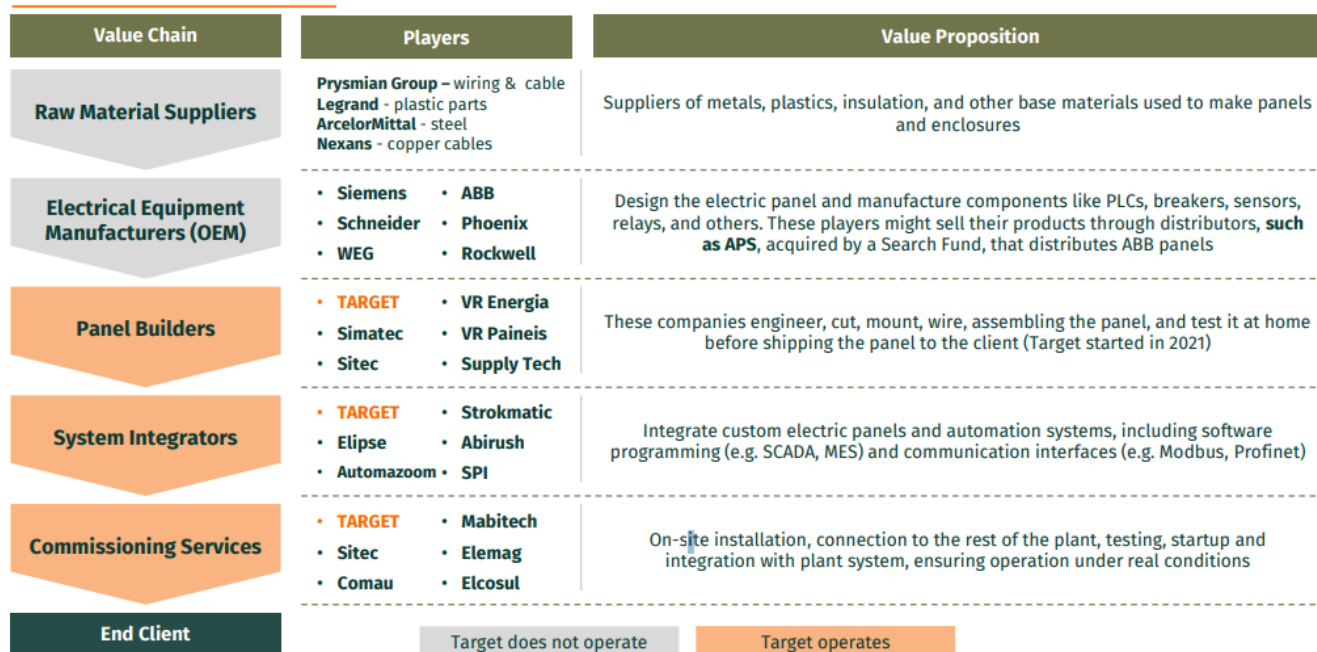 Value Chain
Players
Value Proposition
Raw Material Suppliers
Prysmian Group – wiring & cable
Legrand - plastic parts
ArcelorMittal - steel
Nexans - copper cables
Suppliers of metals, plastics, insulation, and other base materials used to make panels
and enclosures
Electrical Equipment
Manufacturers (OEM)
• Siemens • ABB
• Schneider • Phoenix
• WEG • Rockwell
Design the electric panel and manufacture components like PLCs, breakers, sensors,
relays, and others. These players might sell their products through distributors, such
as APS, acquired by a Search Fund, that distributes ABB panels
Panel Builders
• TARGET • VR Energia
• Simatec • VR Paineis
• Sitec • Supply Tech
These companies engineer, cut, mount, wire, assembling the panel, and test it at home
before shipping the panel to the client (Target started in 2021)
System Integrators
• TARGET • Strokmatic
• Elipse • Abirush
• Automazoom • SPI
Integrate custom electric panels and automation systems, including software
programming (e.g. SCADA, MES) and communication interfaces (e.g. Modbus, Profinet)
Commissioning Services
• TARGET • Mabitech
• Sitec • Elemag
• Comau • Elcosul
On-site installation, connection to the rest of the plant, testing, startup and
integration with plant system, ensuring operation under real conditions
End Client
Target does not operate
Target operates